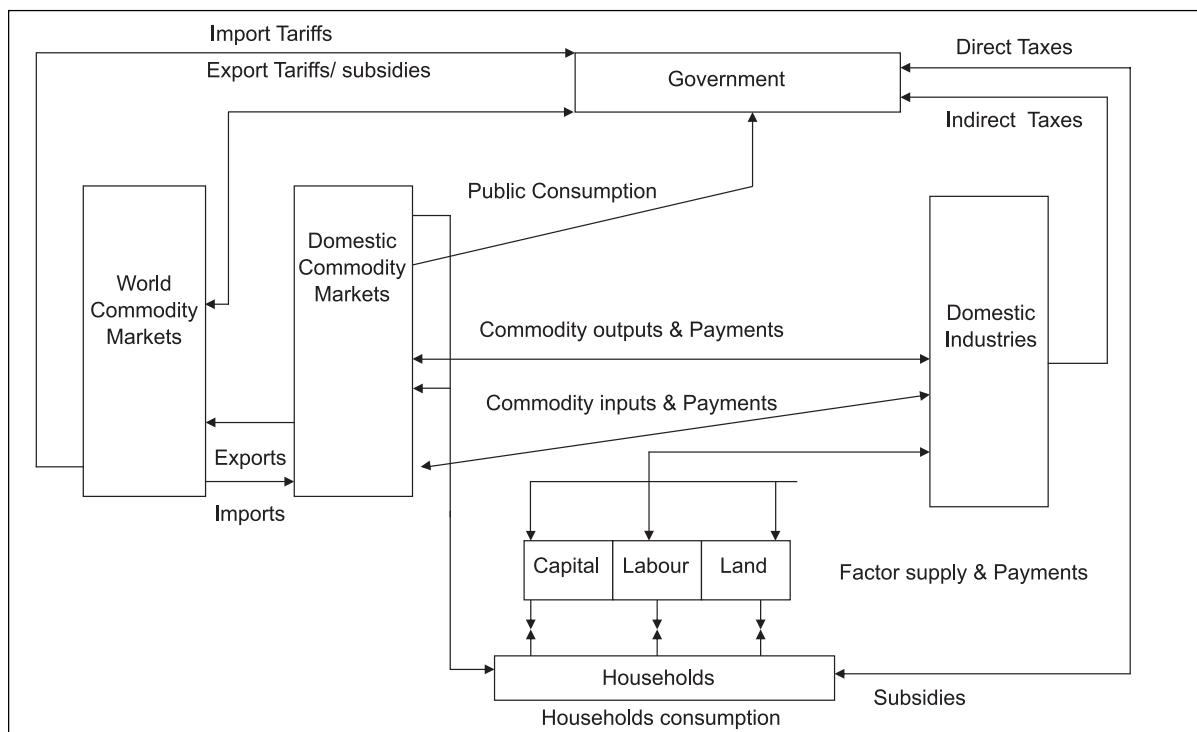 Import Tariffs
Export Tariffs/ subsidies
Direct Taxes
Government
Indirect Taxes
Public Consumption
Domestic
Commodity
Markets
World
Commodity
Markets
Domestic
Industries
Commodity outputs & Payments
Commodity inputs & Payments
Exports
Imports
Capital
Labour
Land
Factor supply & Payments
Households
Subsidies
Households consumption